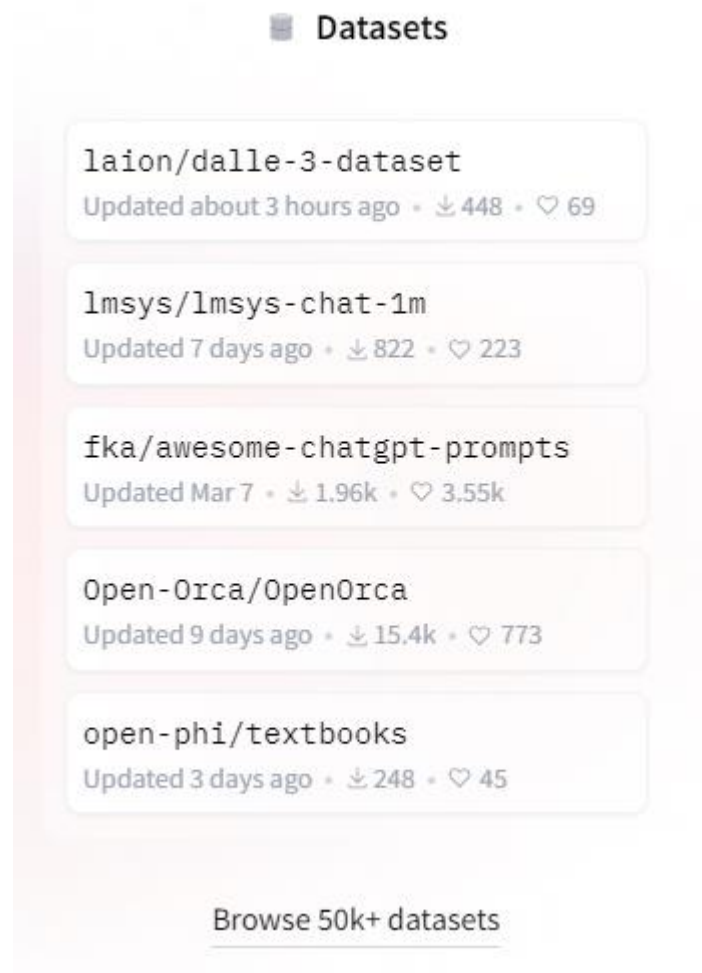 Datasets
laion/dalle-3-dataset
Updated about 3 hours ago • 448 • 69
lmsys/lmsys-chat-1m
Updated 7 days ago • 822 • 223
fka/awesome-chatgpt-prompts
Updated Mar 7 • 1.96k • 3.55k
Open-Orca/OpenOrca
Updated 9 days ago • 15.4k • 773
open-phi/textbooks
Updated 3 days ago • 248 • 45
Browse 50k+ datasets